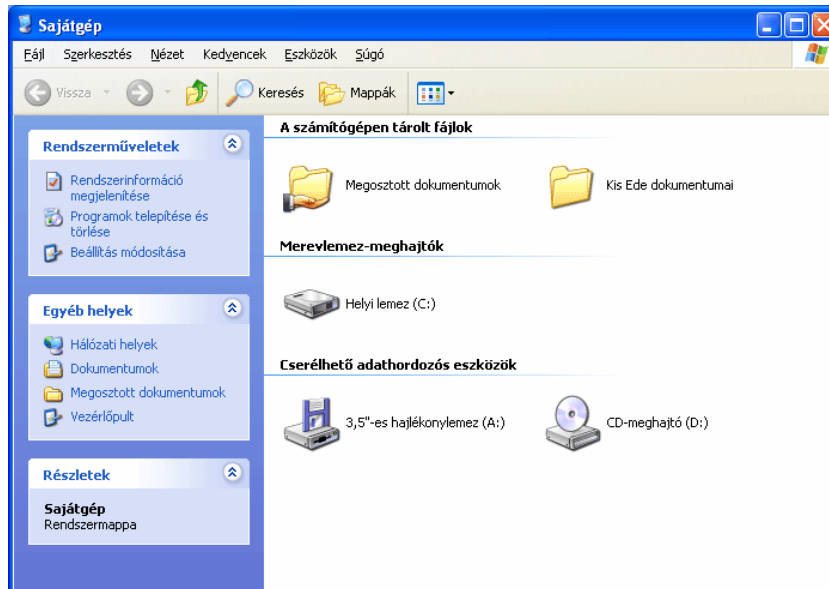 Sajátgép
Fájl Szerkesztés Nézet Kedvencek Eszközök Súgó
Vissza Keresés Mappák
Rendszerműveletek
Rendszerinformáció
megjelenítése
Programok telepítése és
törlése
Beállítás módosítása
Egyéb helyek
Hálózati helyek
Dokumentumok
Megosztott dokumentumok
Vezérlőpult
Részletek
Sajátgép
Rendszermappa
A számítógépen tárolt fájlok
Megosztott dokumentumok Kis Ede dokumentumai
Merevlemez-meghajtók
Helyi lemez (C:)
Cserélhető adathordozós eszközök
3,5"-es hajlékonylemez (A:) CD-meghajtó (D:)